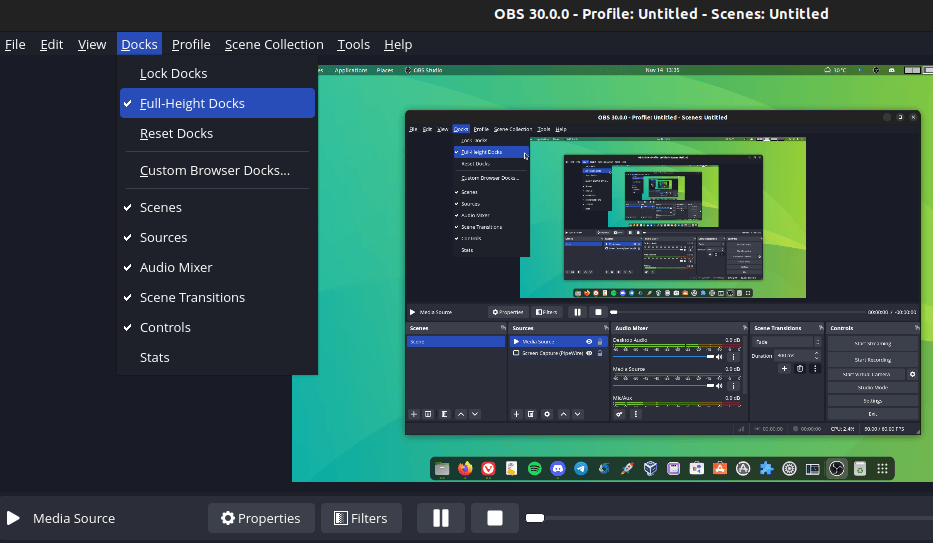 OBS 30.0.0 - Profile: Untitled - Scenes: Untitled
File Edit View Docks Profile Scene Collection Tools Help
Lock Docks
Full-Height Docks
Reset Docks
Custom Browser Docks...
Scenes
Sources
Audio Mixer
Scene Transitions
Controls
Stats
Applications Places OBS Studio Nov 14 13:35 30 °C
OBS 30.0.0 - Profile: Untitled - Scenes: Untitled
File Edit View Docks Profile Scene Collection Tools Help
Lock Docks
Full-Height Docks
Reset Docks
Custom Browser Docks...
Scenes
Sources
Audio Mixer
Scene Transitions
Controls
Stats
Media Source Properties Filters 00:00:00 / -00:00:00
Scenes Sources Audio Mixer Scene Transitions Controls
Scene Media Source Desktop Audio 0.0 dB Fade Start Streaming
Screen Capture (PipeWire) Duration 300 ms Start Recording
Media Source 0.0 dB Start Virtual Camera
Studio Mode
Mic/Aux 0.0 dB Settings
Exit
00:00:00 00:00:00 CPU: 2.4% 60.00 / 60.00 FPS
Media Source Properties Filters